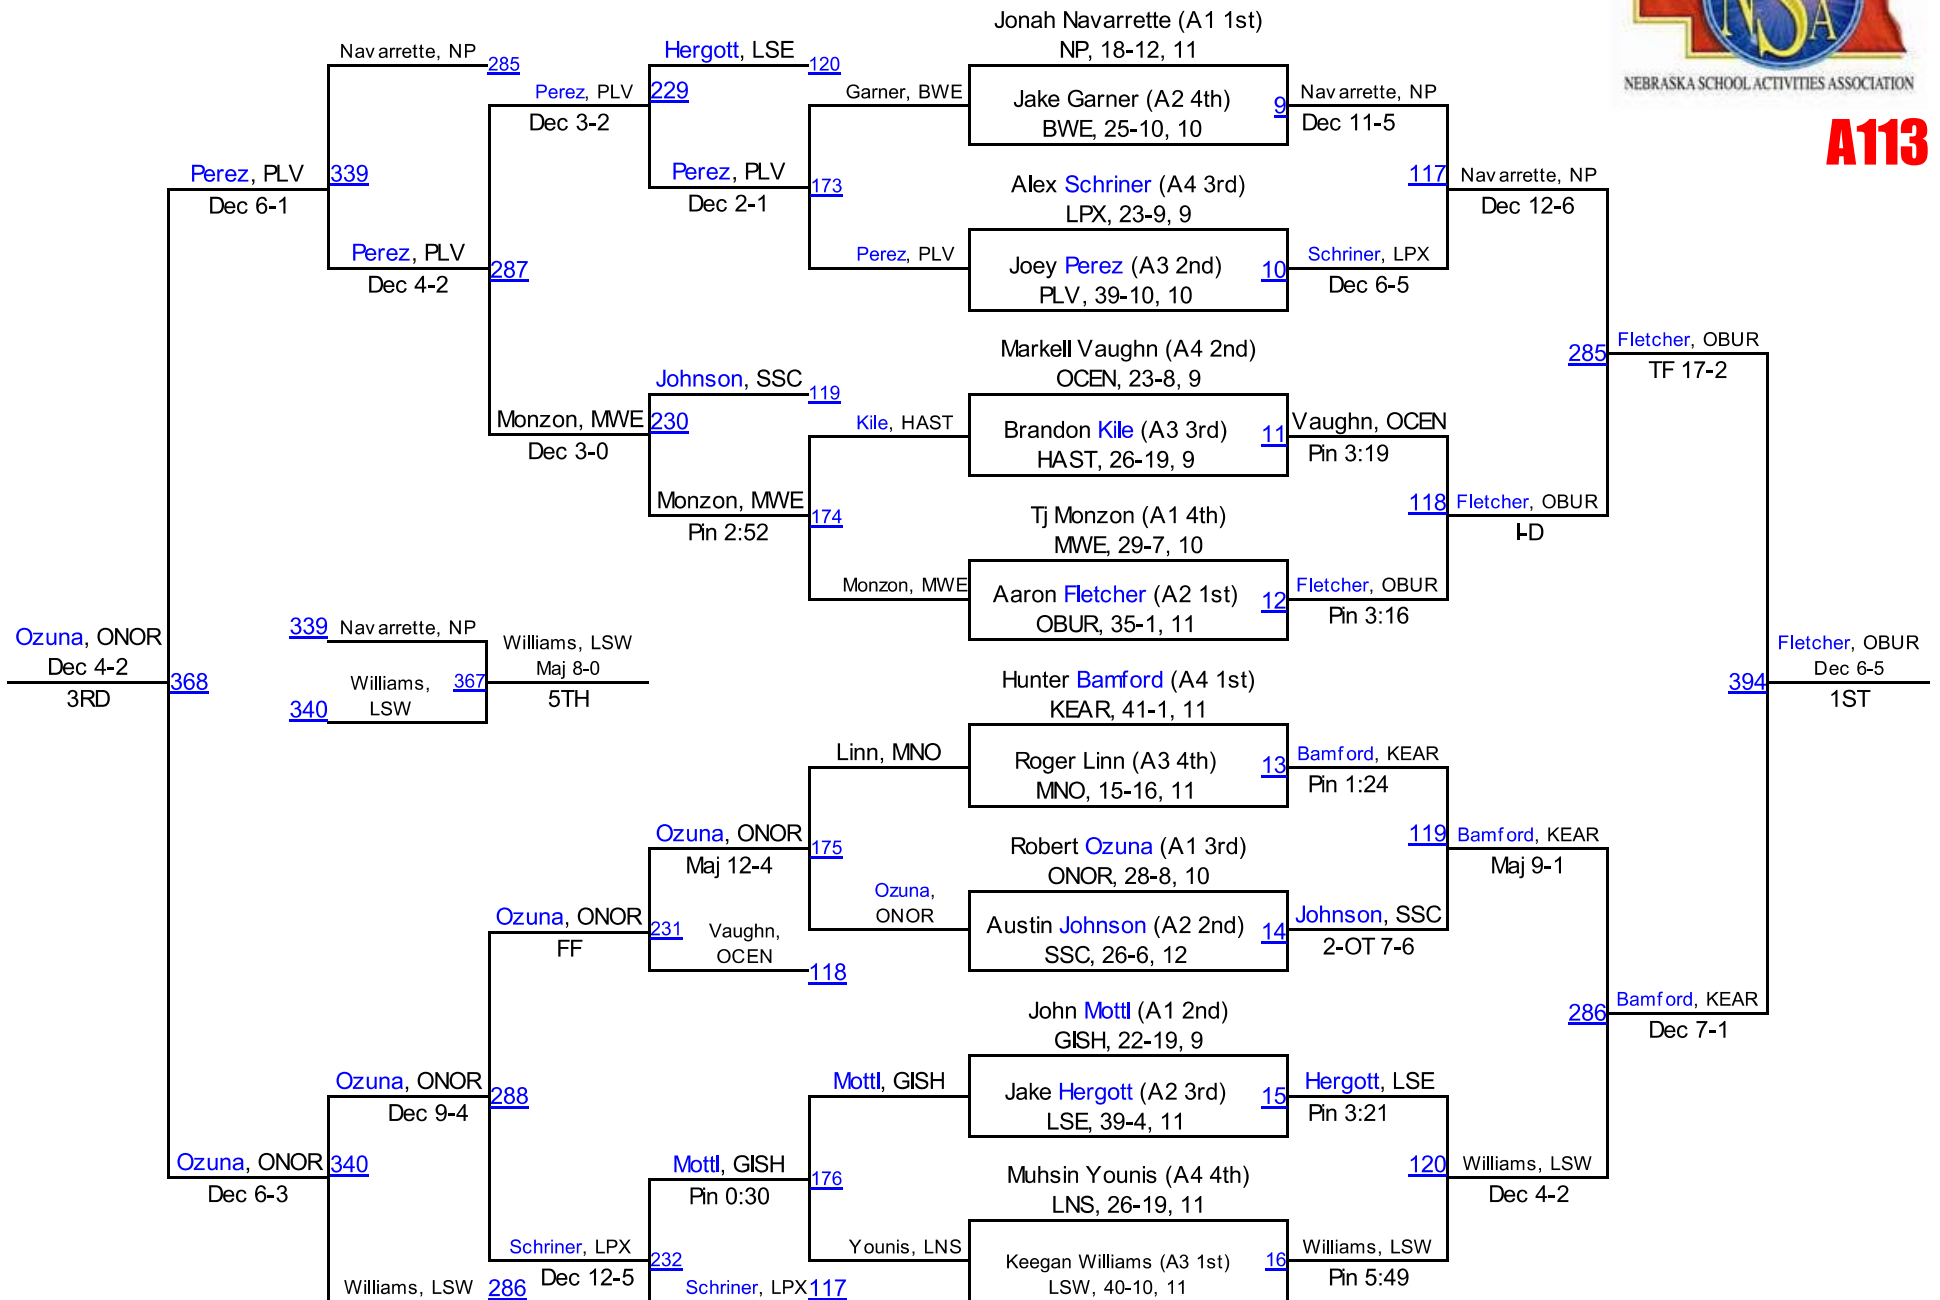 NSA
NEBRASKA SCHOOL ACTIVITIES ASSOCIATION
A113
Jonah Navarrette (A1 1st)
NP, 18-12, 11
Jake Garner (A2 4th)
BWE, 25-10, 10
9
Alex Schriner (A4 3rd)
LPX, 23-9, 9
Joey Perez (A3 2nd)
PLV, 39-10, 10
10
Markell Vaughn (A4 2nd)
OCEN, 23-8, 9
Brandon Kile (A3 3rd)
HAST, 26-19, 9
11
Tj Monzon (A1 4th)
MWE, 29-7, 10
Aaron Fletcher (A2 1st)
OBUR, 35-1, 11
12
Hunter Bamford (A4 1st)
KEAR, 41-1, 11
Roger Linn (A3 4th)
MNO, 15-16, 11
13
Robert Ozuna (A1 3rd)
ONOR, 28-8, 10
Austin Johnson (A2 2nd)
SSC, 26-6, 12
14
John Mottl (A1 2nd)
GISH, 22-19, 9
Jake Hergott (A2 3rd)
LSE, 39-4, 11
15
Muhsin Younis (A4 4th)
LNS, 26-19, 11
Keegan Williams (A3 1st)
LSW, 40-10, 11
16
Navarrette, NP
Dec 11-5
Schriner, LPX
Dec 6-5
Vaughn, OCEN
Pin 3:19
Fletcher, OBUR
Pin 3:16
Bamford, KEAR
Pin 1:24
Johnson, SSC
2-OT 7-6
Hergott, LSE
Pin 3:21
Williams, LSW
Pin 5:49
117
Navarrette, NP
Dec 12-6
118
Fletcher, OBUR
I-D
119
Bamford, KEAR
Maj 9-1
120
Williams, LSW
Dec 4-2
285
Fletcher, OBUR
TF 17-2
286
Bamford, KEAR
Dec 7-1
394
Fletcher, OBUR
Dec 6-5
1ST
Garner, BWE
Perez, PLV
Kile, HAST
Monzon, MWE
Linn, MNO
Ozuna,
ONOR
Mottl, GISH
Younis, LNS
Hergott, LSE
120
Perez, PLV
Dec 2-1
173
Johnson, SSC
119
Monzon, MWE
Pin 2:52
174
Ozuna, ONOR
Maj 12-4
175
Vaughn,
OCEN
118
Mottl, GISH
Pin 0:30
176
Schriner, LPX
117
Perez, PLV
Dec 3-2
229
Monzon, MWE
Dec 3-0
230
Ozuna, ONOR
FF
231
Schriner, LPX
Dec 12-5
232
Navarrette, NP
285
Perez, PLV
Dec 4-2
287
Ozuna, ONOR
Dec 9-4
288
Williams, LSW
286
Perez, PLV
Dec 6-1
339
Ozuna, ONOR
Dec 6-3
340
Ozuna, ONOR
Dec 4-2
3RD
368
339
Navarrette, NP
340
Williams,
LSW
367
Williams, LSW
Maj 8-0
5TH